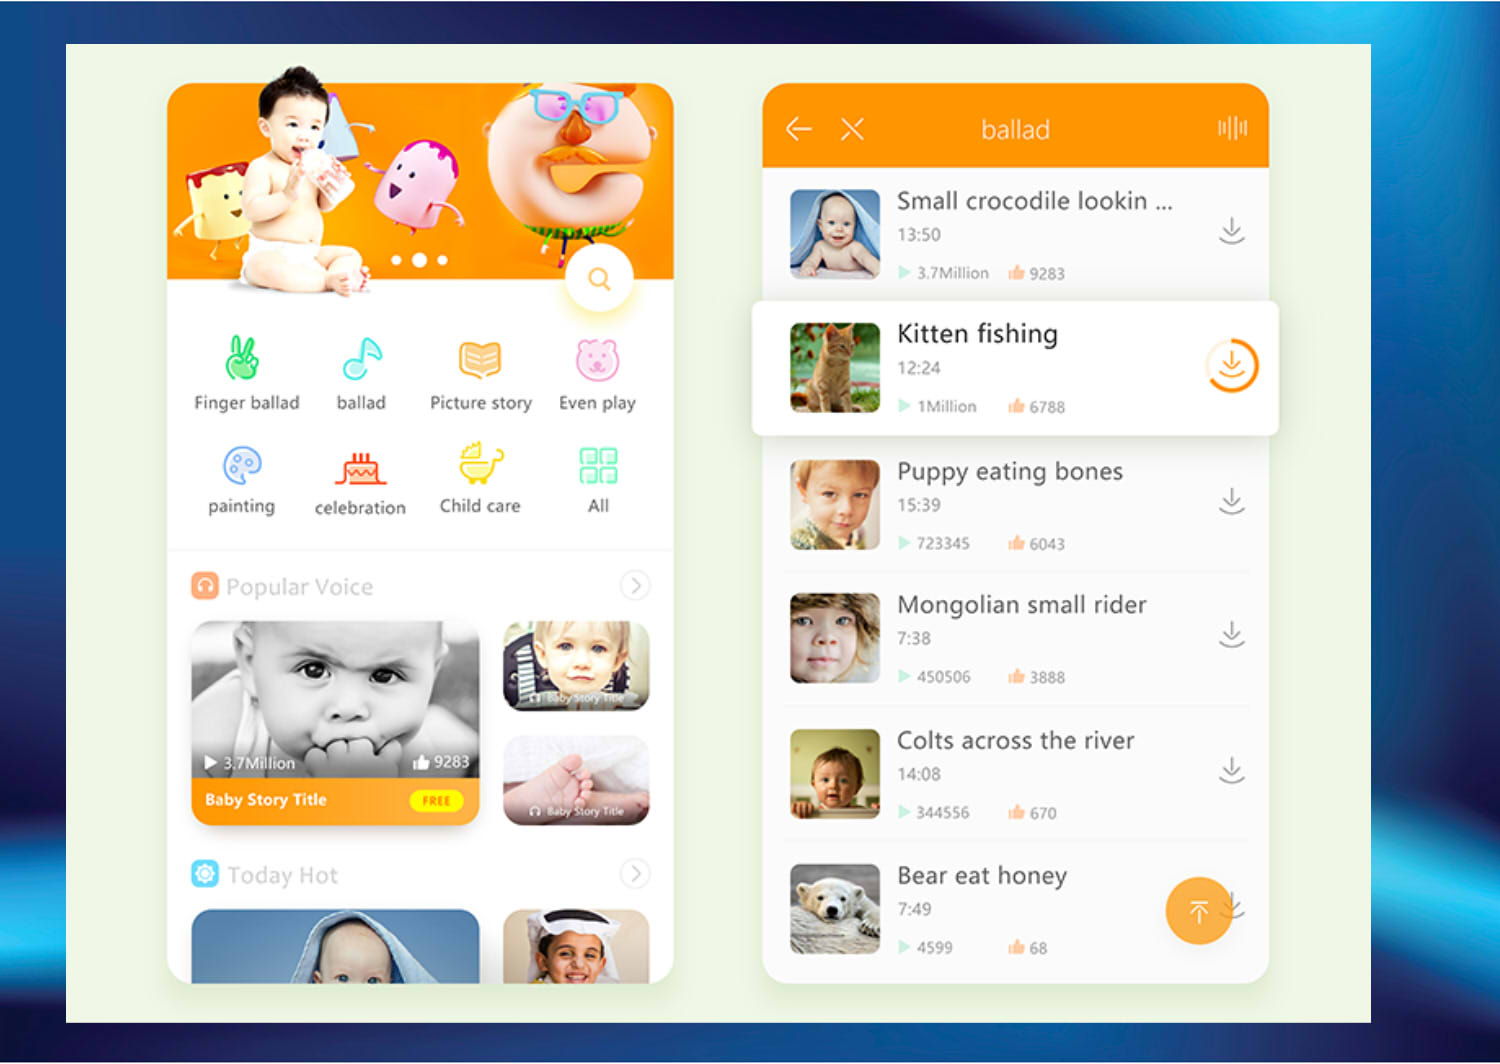 Finger ballad
ballad
Picture story
Even play
painting
celebration
Child care
All
Popular Voice
3.7Million
9283
Baby Story Title
FREE
Baby Story Title
Baby Story Title
Today Hot
ballad
Small crocodile lookin ...
13:50
3.7Million
9283
Kitten fishing
12:24
1Million
6788
Puppy eating bones
15:39
723345
6043
Mongolian small rider
7:38
450506
3888
Colts across the river
14:08
344556
670
Bear eat honey
7:49
4599
68